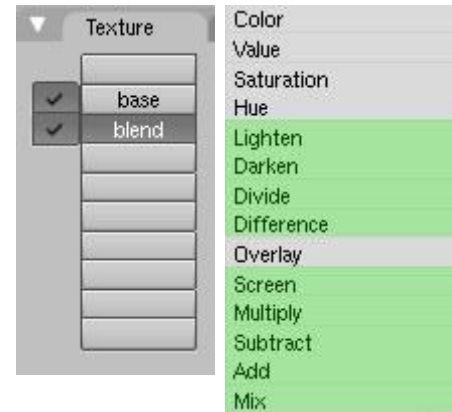 Texture
base
blend
Color
Value
Saturation
Hue
Lighten
Darken
Divide
Difference
Overlay
Screen
Multiply
Subtract
Add
Mix